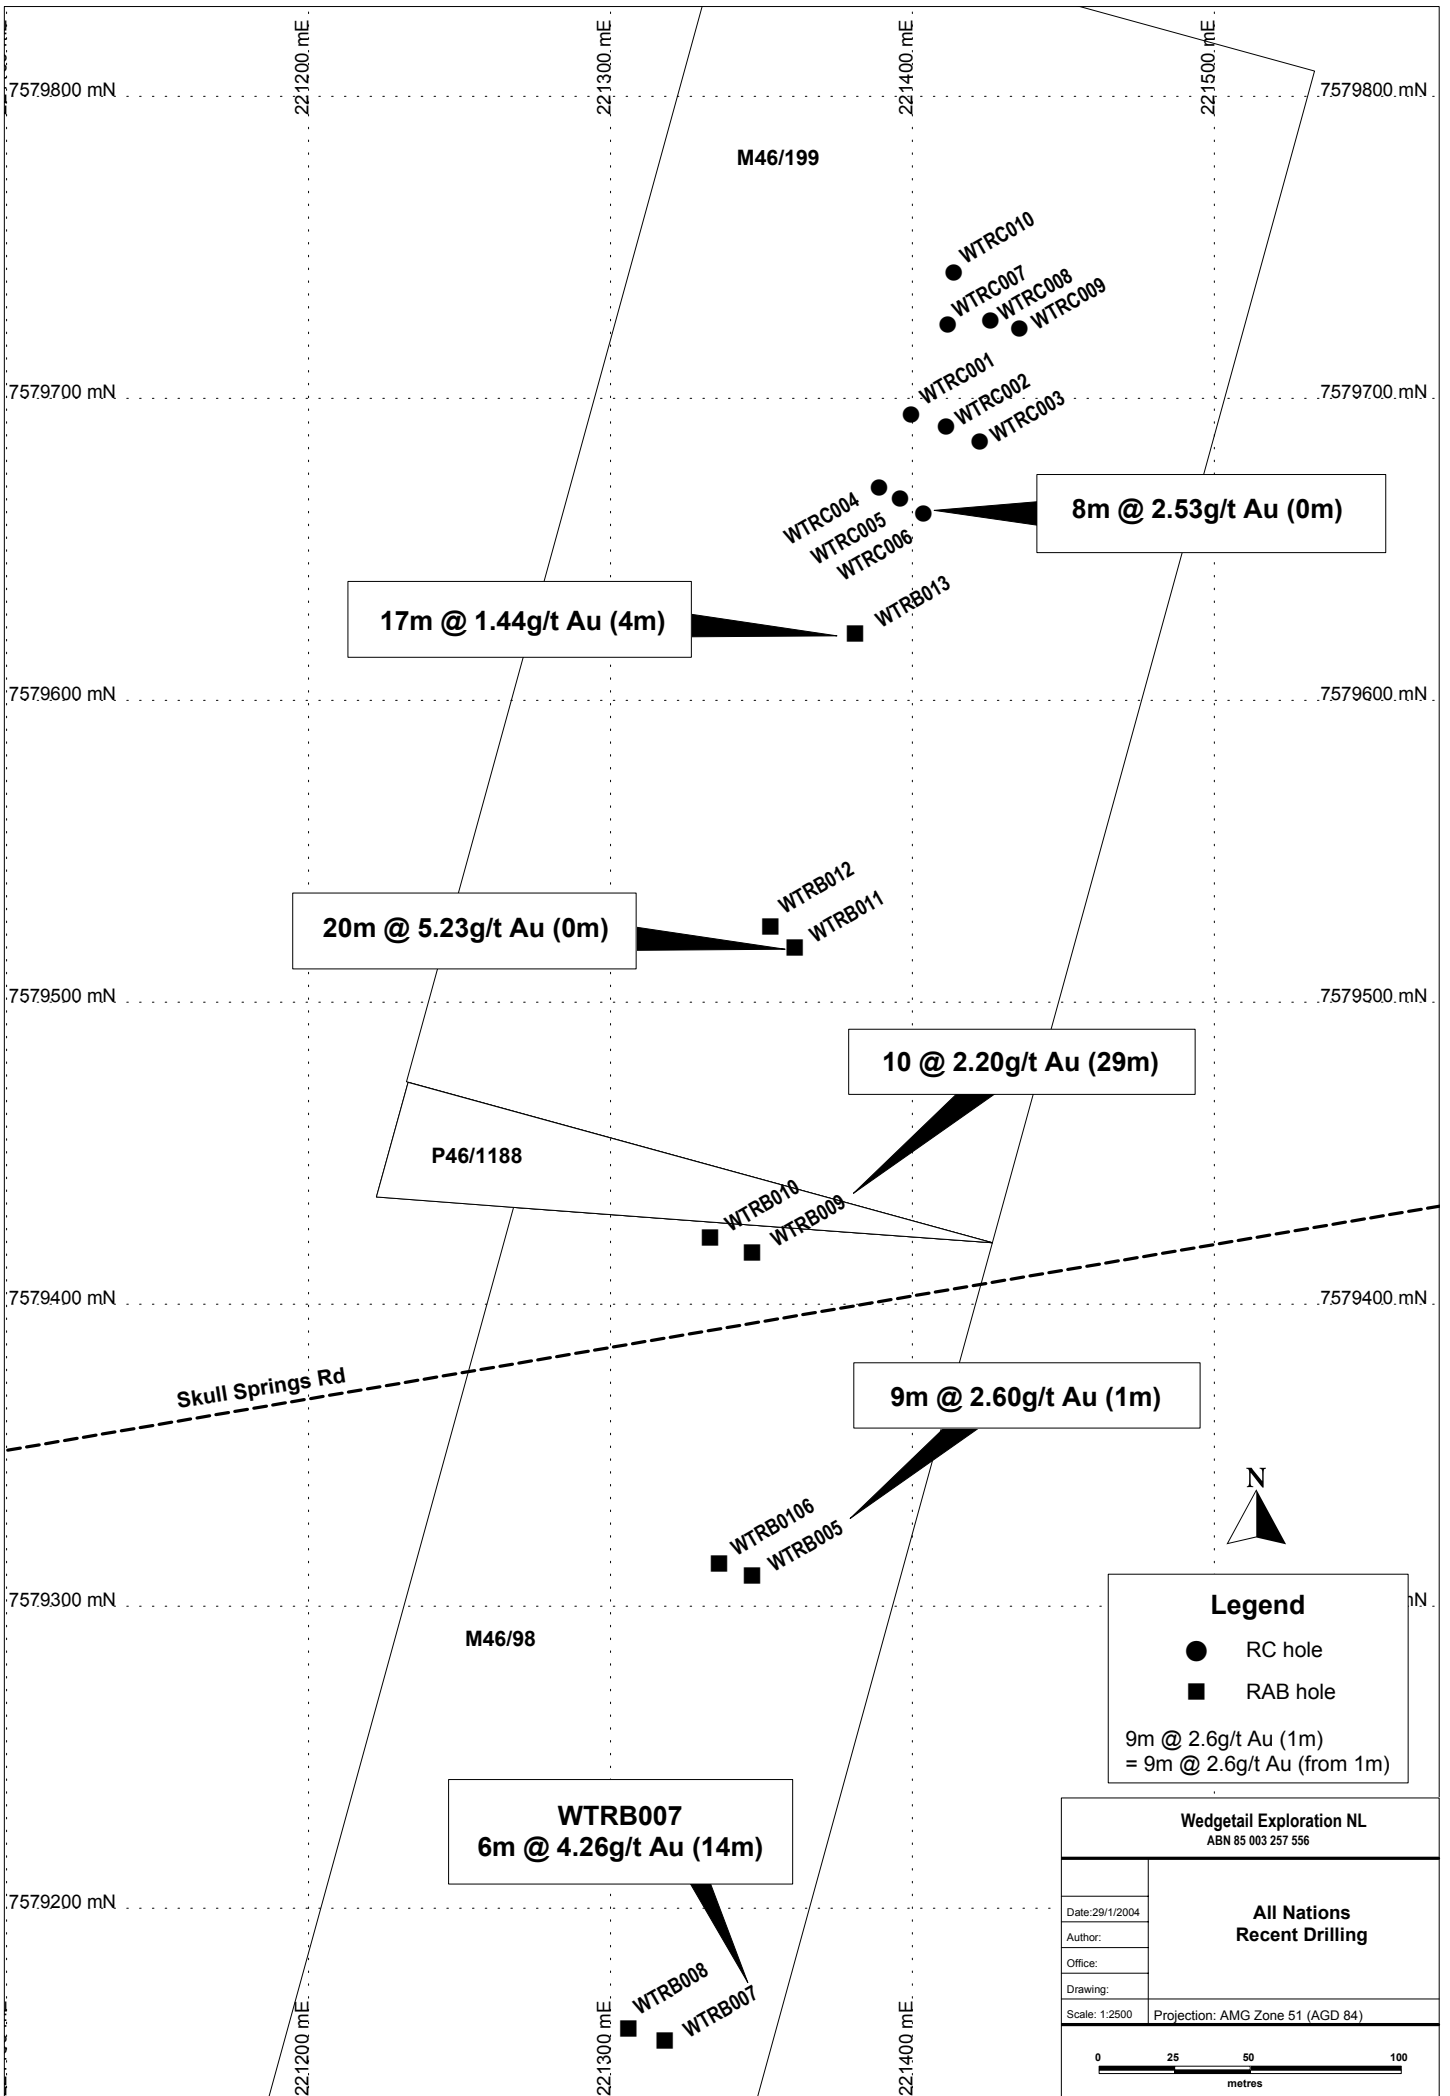 221200 mE
221300 mE
221400 mE
221500 mE
7579800 mN
7579800 mN
M46/199
WTRC010
WTRC007
WTRC008
WTRC009
WTRC001
WTRC002
WTRC003
7579700 mN
7579700 mN
WTRC004
WTRC005
WTRC006
8m @ 2.53g/t Au (0m)
WTRB013
17m @ 1.44g/t Au (4m)
7579600 mN
7579600 mN
WTRB012
WTRB011
20m @ 5.23g/t Au (0m)
7579500 mN
7579500 mN
10 @ 2.20g/t Au (29m)
P46/1188
WTRB010
WTRB009
7579400 mN
7579400 mN
Skull Springs Rd
9m @ 2.60g/t Au (1m)
N
WTRB0106
WTRB005
7579300 mN
M46/98
Legend
RC hole
RAB hole
9m @ 2.6g/t Au (1m)
= 9m @ 2.6g/t Au (from 1m)
WTRB007
6m @ 4.26g/t Au (14m)
7579200 mN
WTRB008
WTRB007
221200 mE
221300 mE
221400 mE
Wedgetail Exploration NL
ABN 85 003 257 556
Date:29/1/2004
Author:
Office:
Drawing:
Scale: 1:2500
All Nations
Recent Drilling
Projection: AMG Zone 51 (AGD 84)
0 25 50 100
metres